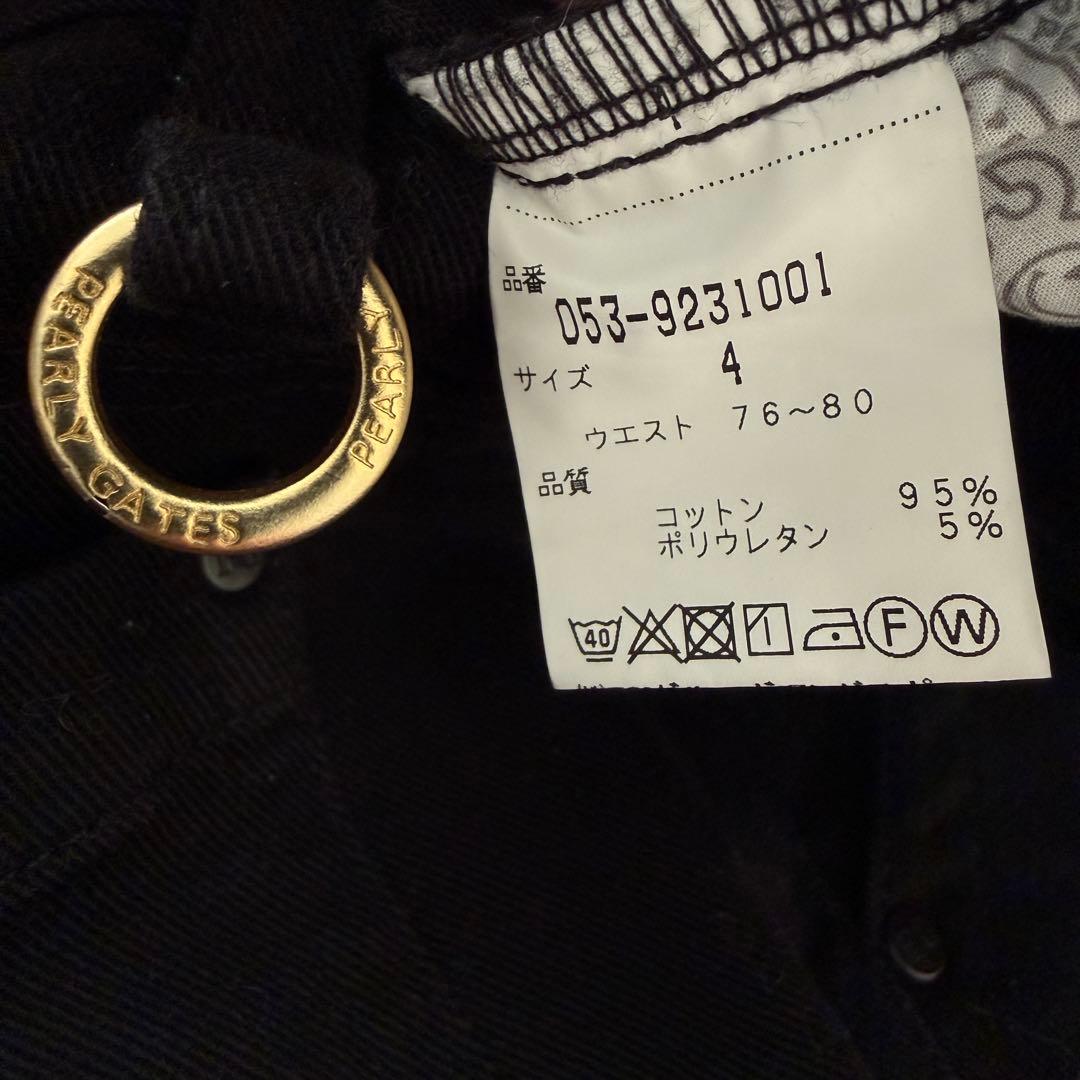 PEARLY GATES
PEARLY
品番
053-9231001
サイズ 4
ウエスト 76～80
品質
コットン 95%
ポリウレタン 5%
40 F W